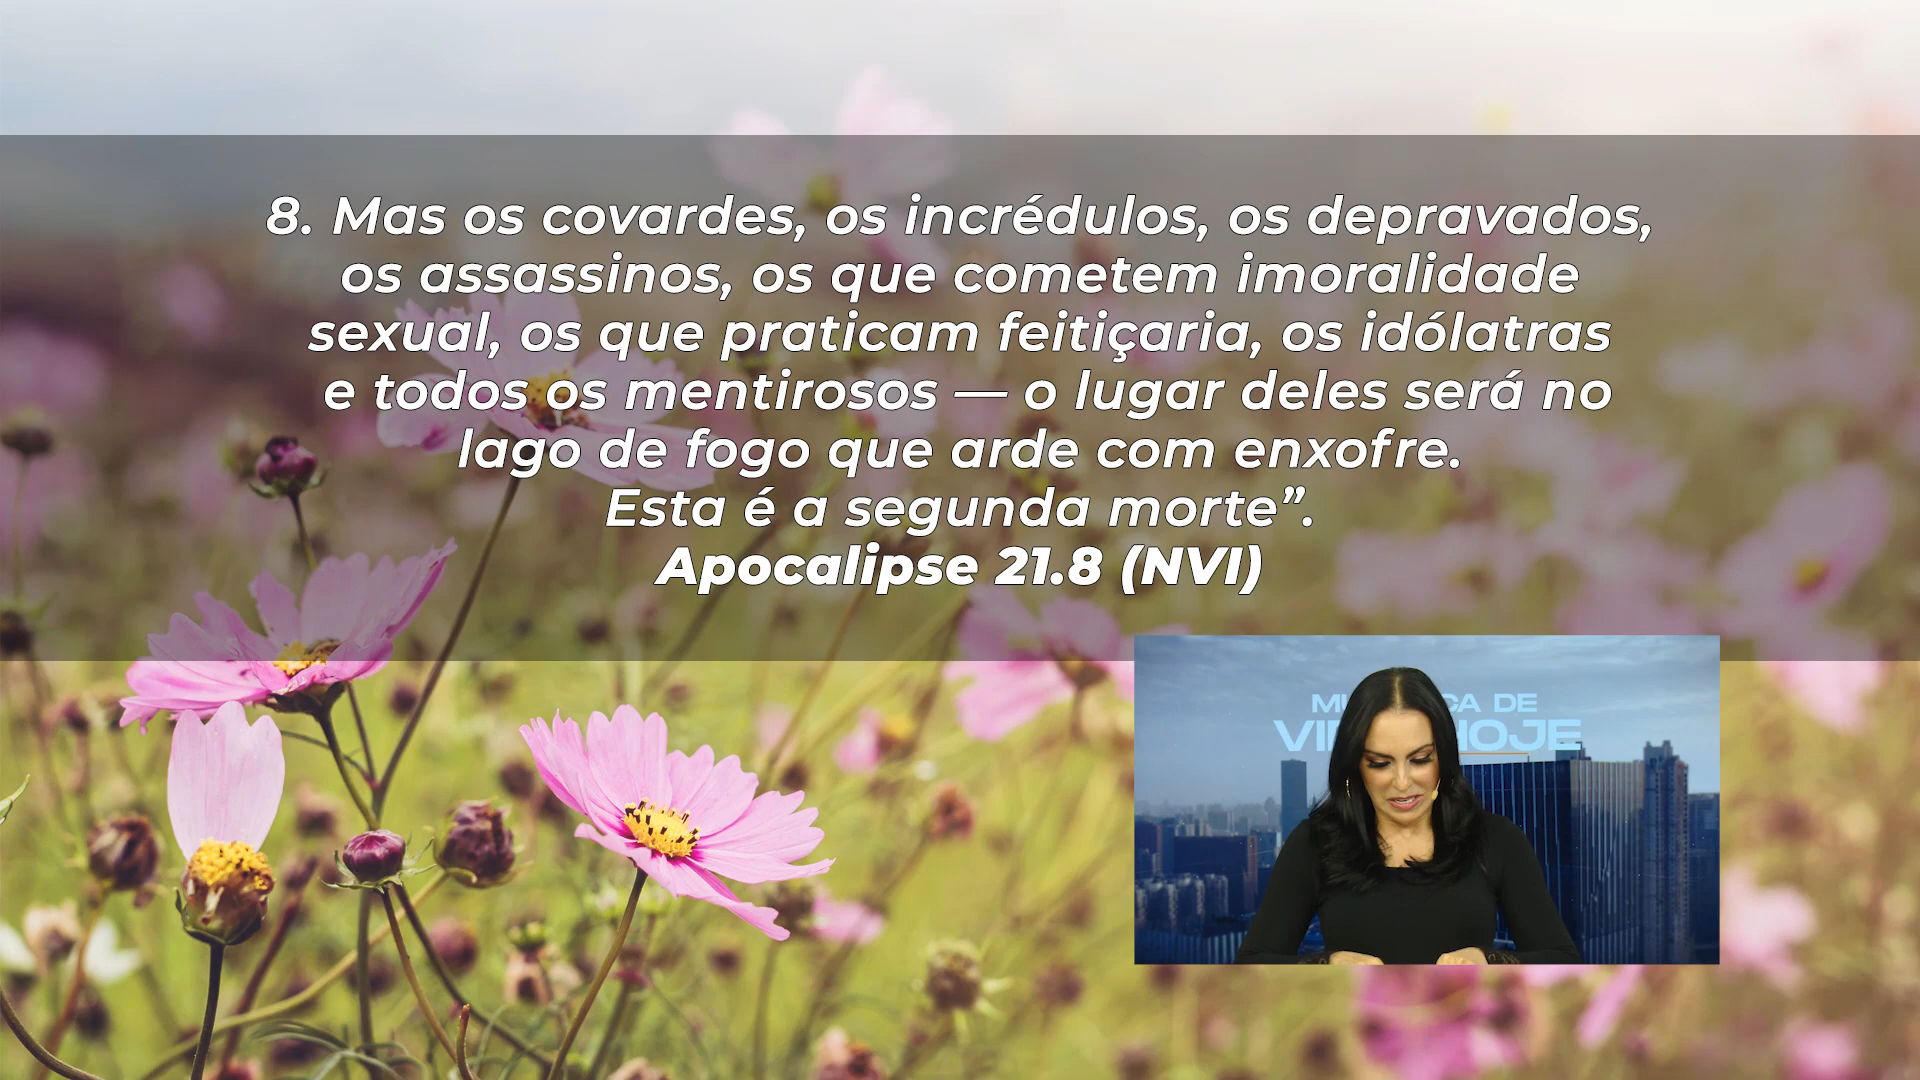 8. Mas os covardes, os incrédulos, os depravados,
os assassinos, os que cometem imoralidade
sexual, os que praticam feitiçaria, os idólatras
e todos os mentirosos — o lugar deles será no
lago de fogo que arde com enxofre.
Esta é a segunda morte”.
Apocalipse 21.8 (NVI)
DE
HOJE